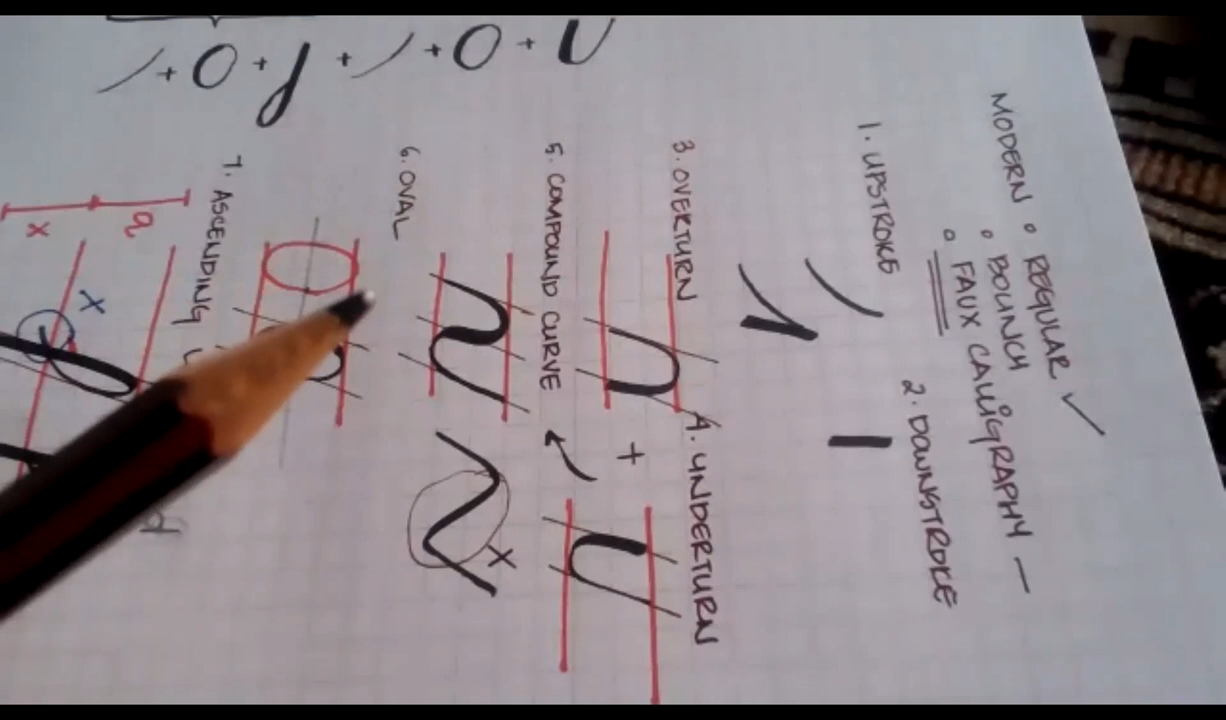 MODERN ◦ REGULAR ✓
◦ BOUNCH
◦ FAUX CALLIGRAPHY –
1. UPSTROKE 2. DOWNSTROKE
3. OVERTURN 4. UNDERTURN
+
5. COMPOUND CURVE
x
6. OVAL
7. ASCENDING
a
x
x
+ O + + O +